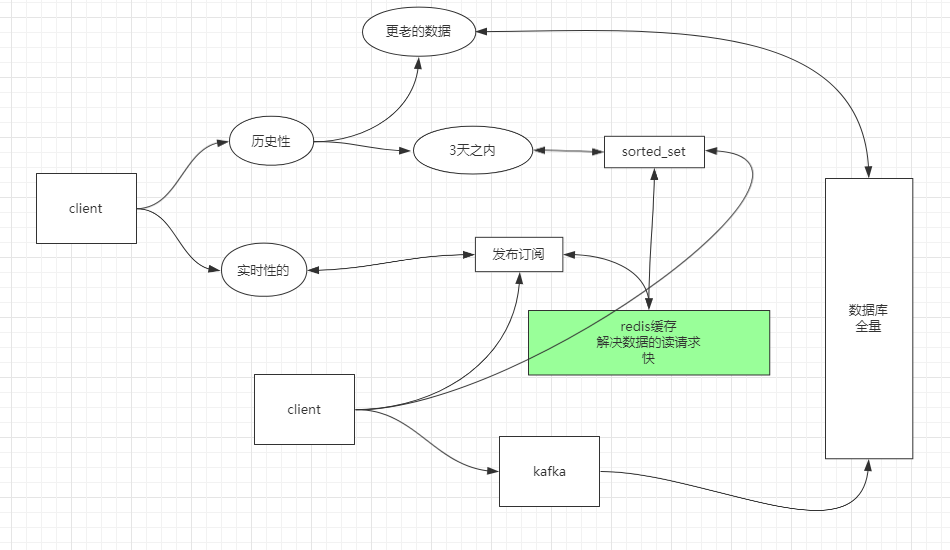 更老的数据
历史性
3天之内
sorted_set
client
实时性的
发布订阅
redis缓存
解决数据的读请求
快
数据库
全量
client
kafka